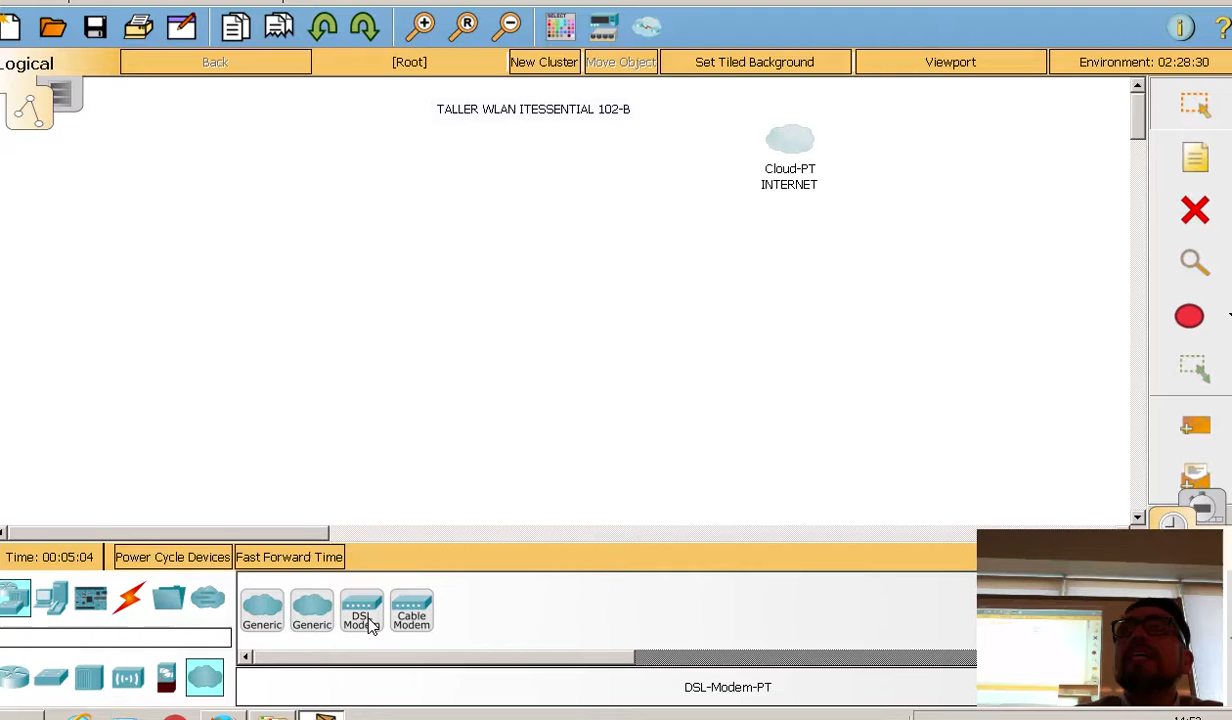 Logical
Back
[Root]
New Cluster
Move Object
Set Tiled Background
Viewport
Environment: 02:28:30
TALLER WLAN ITESSENTIAL 102-B
Cloud-PT
INTERNET
Time: 00:05:04
Power Cycle Devices
Fast Forward Time
Generic
Generic
DSL
Modem
Cable
Modem
DSL-Modem-PT